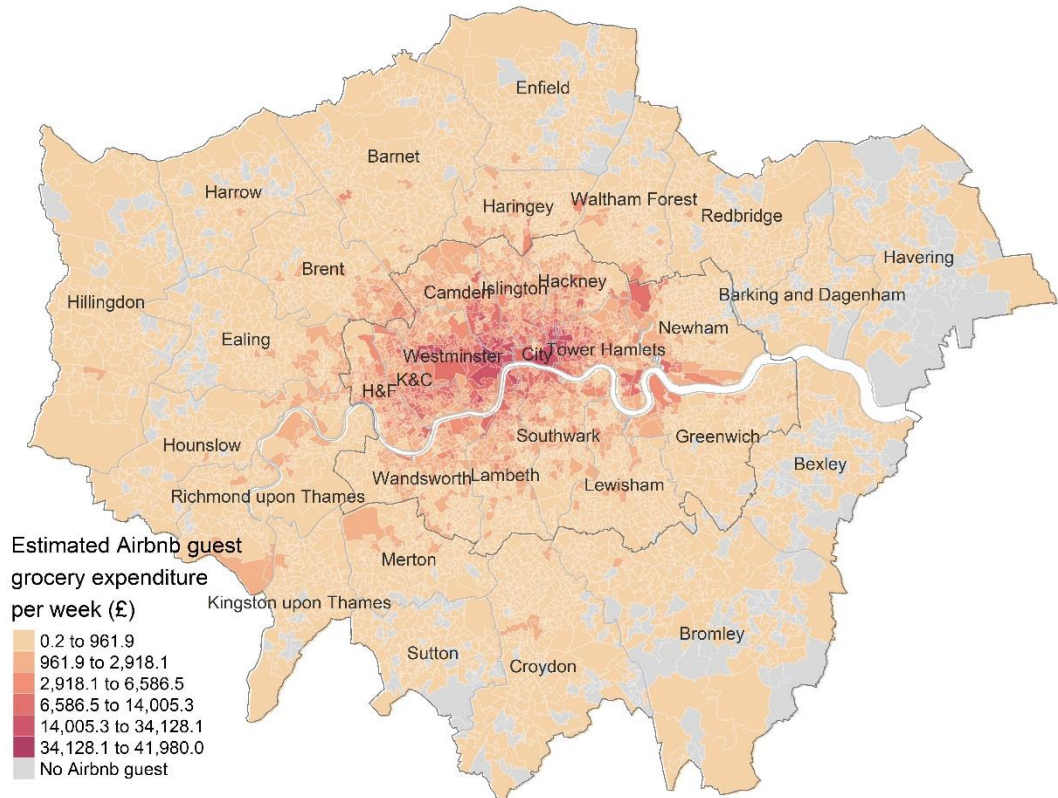 Enfield
Barnet
Harrow
Haringey
Waltham Forest
Redbridge
Havering
Brent
Hillingdon
Camden
Islington
Hackney
Barking and Dagenham
Ealing
Newham
Westminster
City
Tower Hamlets
K&C
H&F
Hounslow
Southwark
Greenwich
Bexley
Wandsworth
Lambeth
Lewisham
Richmond upon Thames
Merton
Kingston upon Thames
Sutton
Croydon
Bromley
Estimated Airbnb guest
grocery expenditure
per week (£)
0.2 to 961.9
961.9 to 2,918.1
2,918.1 to 6,586.5
6,586.5 to 14,005.3
14,005.3 to 34,128.1
34,128.1 to 41,980.0
No Airbnb guest